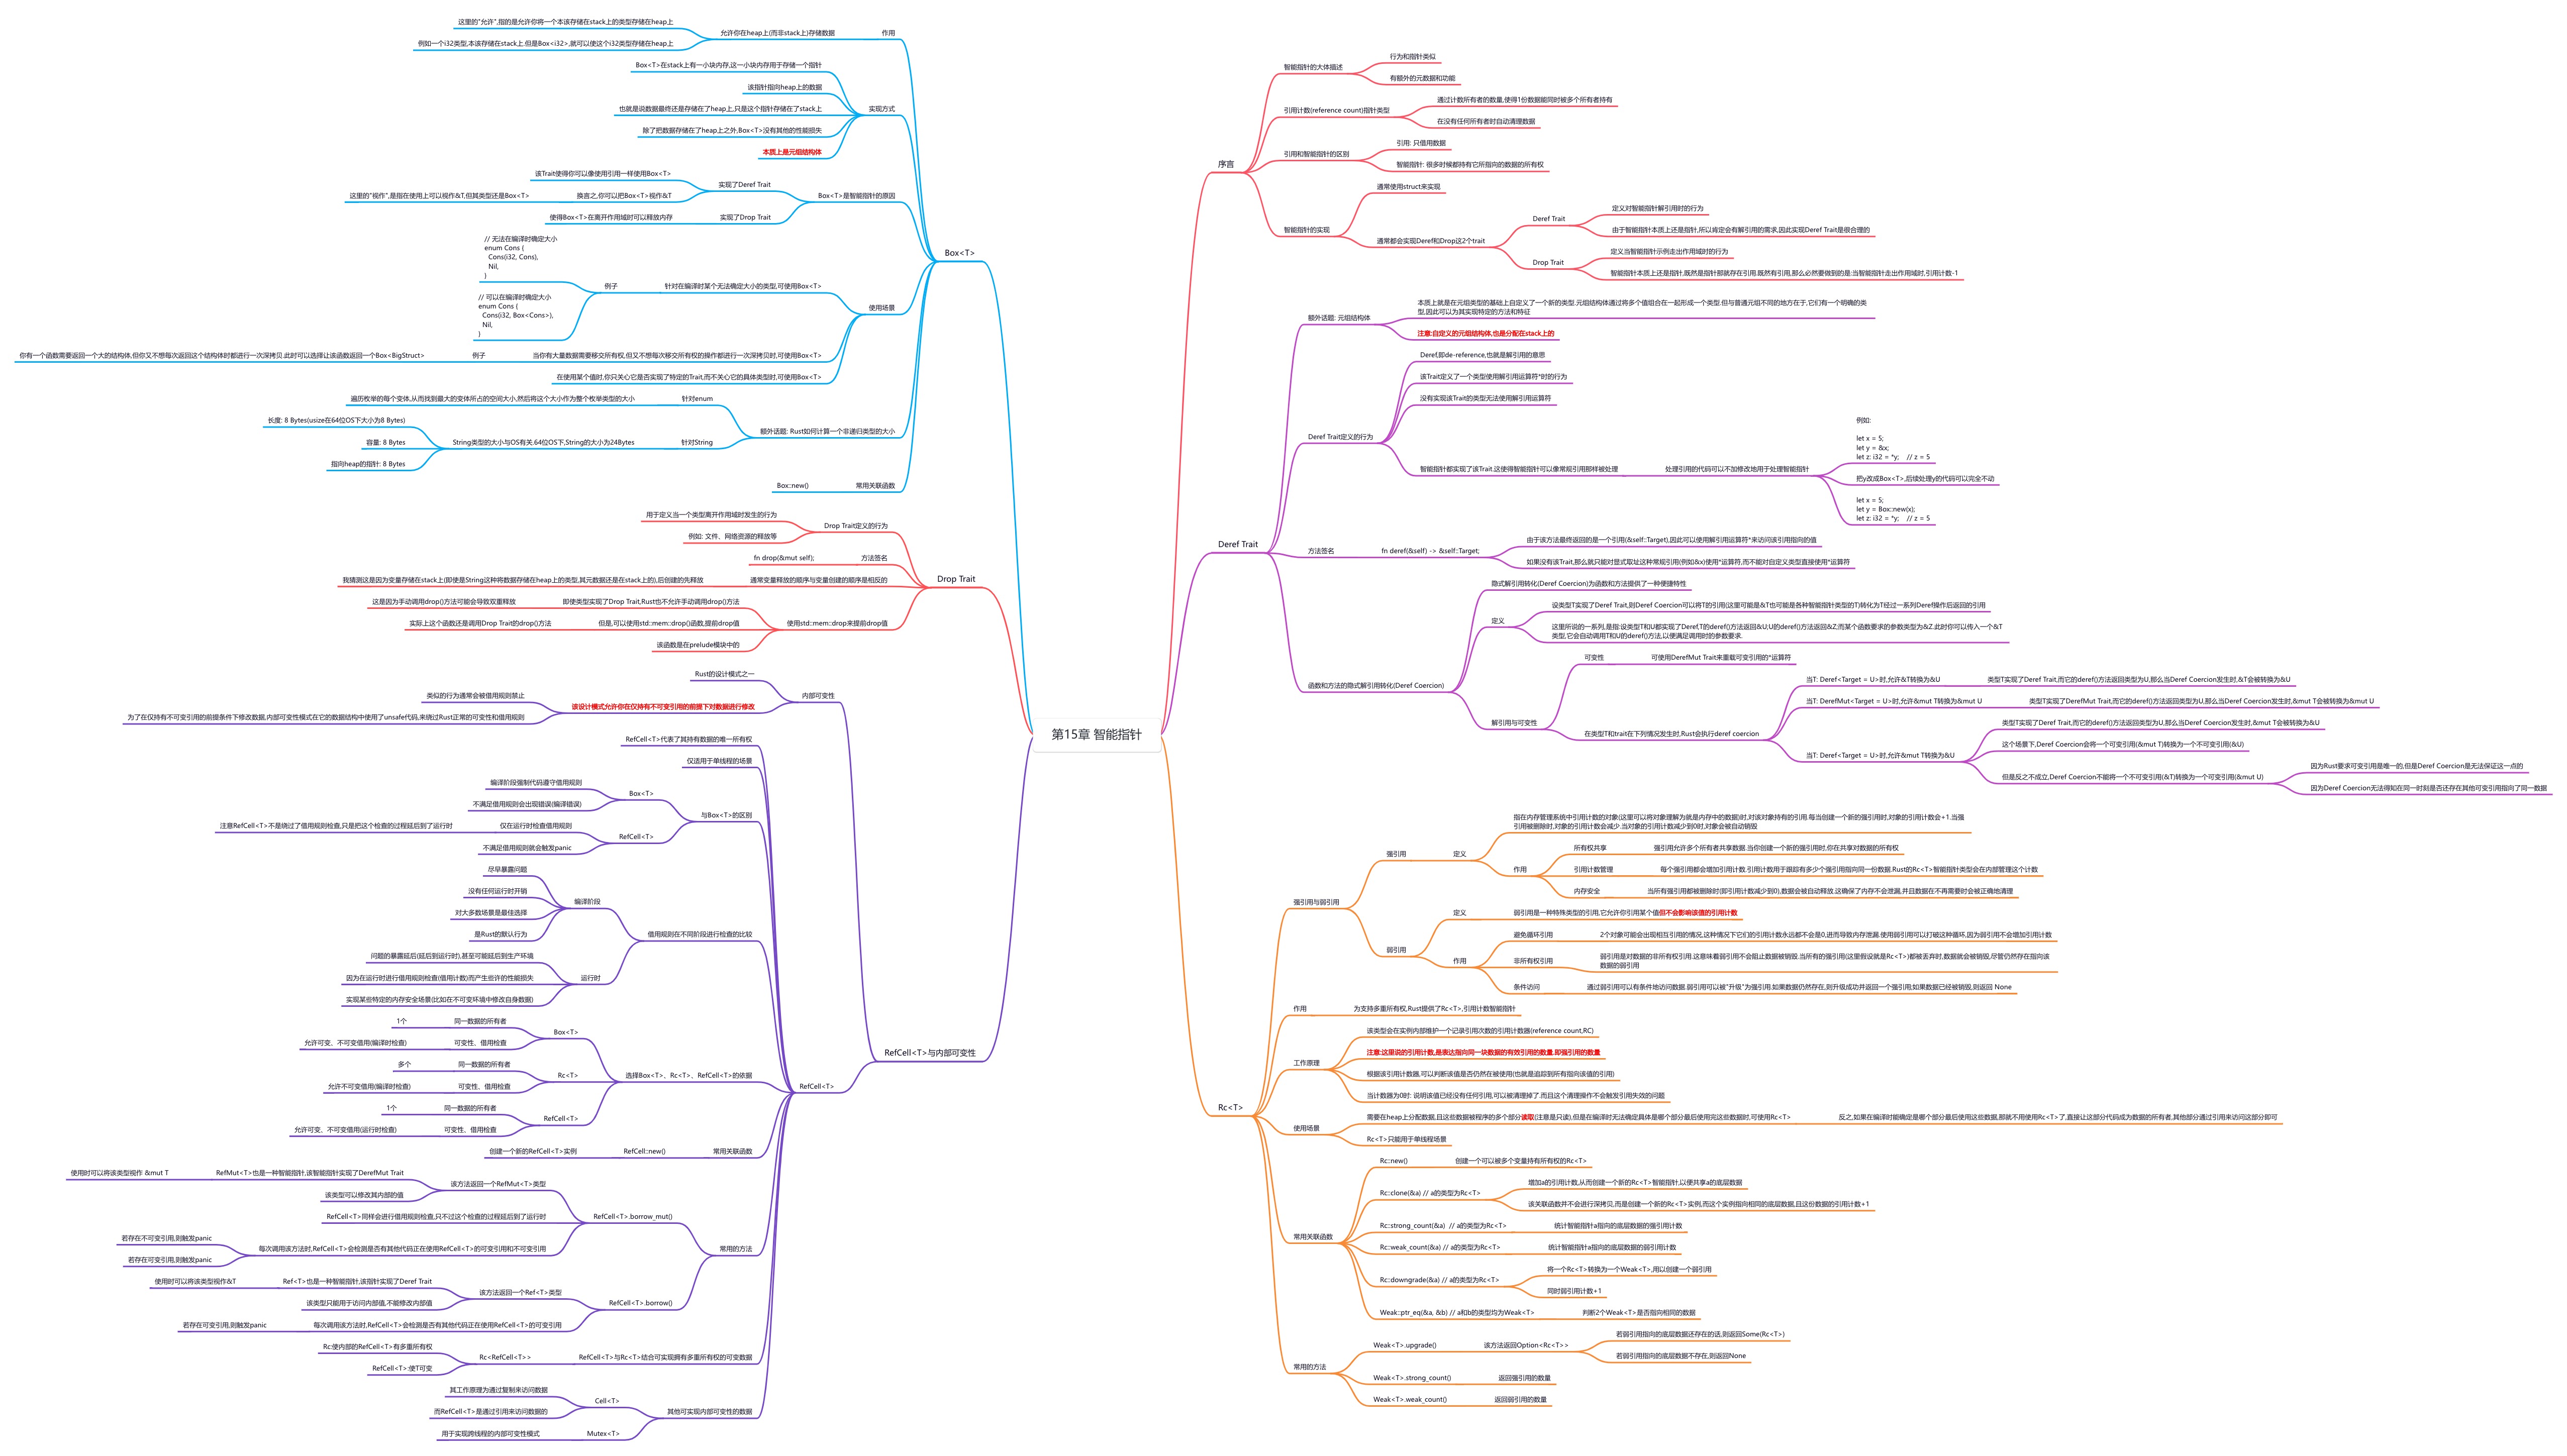 第15章 智能指针
序言
智能指针的大体描述
行为和指针类似
有额外的元数据和功能
引用计数(reference count)指针类型
通过计数所有者的数量,使得1份数据能同时被多个所有者持有
在没有任何所有者时自动清理数据
引用和智能指针的区别
引用: 只借用数据
智能指针: 很多时候都持有它所指向的数据的所有权
智能指针的实现
通常使用struct来实现
通常都会实现Deref和Drop这2个trait
Deref Trait
定义对智能指针解引用时的行为
由于智能指针本质上还是指针,所以肯定会有解引用的需求,因此实现Deref Trait是很合理的
Drop Trait
定义当智能指针示例走出作用域时的行为
智能指针本质上还是指针,既然是指针那就存在引用.既然有引用,那么必然要做到的是:当智能指针走出作用域时,引用计数-1
Deref Trait
额外话题: 元组结构体
本质上就是在元组类型的基础上自定义了一个新的类型.元组结构体通过将多个值组合在一起形成一个类型.但与普通元组不同的地方在于,它们有一个明确的类
型,因此可以为其实现特定的方法和特征
注意:自定义的元组结构体,也是分配在stack上的
Deref Trait定义的行为
Deref,即de-reference,也就是解引用的意思
该Trait定义了一个类型使用解引用运算符*时的行为
没有实现该Trait的类型无法使用解引用运算符
智能指针都实现了该Trait.这使得智能指针可以像常规引用那样被处理
处理引用的代码可以不加修改地用于处理智能指针
例如:
let x = 5;
let y = &x;
let z: i32 = *y;    // z = 5
把y改成Box<T>,后续处理y的代码可以完全不动
let x = 5;
let y = Box::new(x);
let z: i32 = *y;    // z = 5
方法签名
fn deref(&self) -> &self::Target;
由于该方法最终返回的是一个引用(&self::Target),因此可以使用解引用运算符*来访问该引用指向的值
如果没有该Trait,那么就只能对显式取址这种常规引用(例如&x)使用*运算符,而不能对自定义类型直接使用*运算符
函数和方法的隐式解引用转化(Deref Coercion)
隐式解引用转化(Deref Coercion)为函数和方法提供了一种便捷特性
定义
设类型T实现了Deref Trait,则Deref Coercion可以将T的引用(这里可能是&T也可能是各种智能指针类型的T)转化为T经过一系列Deref操作后返回的引用
这里所说的一系列,是指:设类型T和U都实现了Deref,T的deref()方法返回&U;U的deref()方法返回&Z;而某个函数要求的参数类型为&Z.此时你可以传入一个&T
类型,它会自动调用T和U的deref()方法,以便满足调用时的参数要求.
解引用与可变性
可变性
可使用DerefMut Trait来重载可变引用的*运算符
在类型T和trait在下列情况发生时,Rust会执行deref coercion
当T: Deref<Target = U>时,允许&T转换为&U
类型T实现了Deref Trait,而它的deref()方法返回类型为U,那么当Deref Coercion发生时,&T会被转换为&U
当T: DerefMut<Target = U>时,允许&mut T转换为&mut U
类型T实现了DerefMut Trait,而它的deref()方法返回类型为U,那么当Deref Coercion发生时,&mut T会被转换为&mut U
当T: Deref<Target = U>时,允许&mut T转换为&U
类型T实现了Deref Trait,而它的deref()方法返回类型为U,那么当Deref Coercion发生时,&mut T会被转换为&U
这个场景下,Deref Coercion会将一个可变引用(&mut T)转换为一个不可变引用(&U)
但是反之不成立,Deref Coercion不能将一个不可变引用(&T)转换为一个可变引用(&mut U)
因为Rust要求可变引用是唯一的,但是Deref Coercion是无法保证这一点的
因为Deref Coercion无法得知在同一时刻是否还存在其他可变引用指向了同一数据
Rc<T>
强引用与弱引用
强引用
定义
指在内存管理系统中引用计数的对象(这里可以将对象理解为就是内存中的数据)时,对该对象持有的引用.每当创建一个新的强引用时,对象的引用计数会+1.当强
引用被删除时,对象的引用计数会减少.当对象的引用计数减少到0时,对象会被自动销毁
作用
所有权共享
强引用允许多个所有者共享数据.当你创建一个新的强引用时,你在共享对数据的所有权
引用计数管理
每个强引用都会增加引用计数.引用计数用于跟踪有多少个强引用指向同一份数据.Rust的Rc<T>智能指针类型会在内部管理这个计数
内存安全
当所有强引用都被删除时(即引用计数减少到0),数据会被自动释放.这确保了内存不会泄漏,并且数据在不再需要时会被正确地清理
弱引用
定义
弱引用是一种特殊类型的引用,它允许你引用某个值但不会影响该值的引用计数
作用
避免循环引用
2个对象可能会出现相互引用的情况,这种情况下它们的引用计数永远都不会是0,进而导致内存泄漏.使用弱引用可以打破这种循环,因为弱引用不会增加引用计数
非所有权引用
弱引用是对数据的非所有权引用.这意味着弱引用不会阻止数据被销毁.当所有的强引用(这里假设就是Rc<T>)都被丢弃时,数据就会被销毁,尽管仍然存在指向该
数据的弱引用
条件访问
通过弱引用可以有条件地访问数据.弱引用可以被"升级"为强引用.如果数据仍然存在,则升级成功并返回一个强引用;如果数据已经被销毁,则返回 None
作用
为支持多重所有权,Rust提供了Rc<T>,引用计数智能指针
工作原理
该类型会在实例内部维护一个记录引用次数的引用计数器(reference count,RC)
注意:这里说的引用计数,是表达指向同一块数据的有效引用的数量.即强引用的数量
根据该引用计数器,可以判断该值是否仍然在被使用(也就是追踪到所有指向该值的引用)
当计数器为0时: 说明该值已经没有任何引用,可以被清理掉了.而且这个清理操作不会触发引用失效的问题
使用场景
需要在heap上分配数据,且这些数据被程序的多个部分读取(注意是只读),但是在编译时无法确定具体是哪个部分最后使用完这些数据时,可使用Rc<T>
反之,如果在编译时能确定是哪个部分最后使用这些数据,那就不用使用Rc<T>了,直接让这部分代码成为数据的所有者,其他部分通过引用来访问这部分即可
Rc<T>只能用于单线程场景
常用关联函数
Rc::new()
创建一个可以被多个变量持有所有权的Rc<T>
Rc::clone(&a) // a的类型为Rc<T>
增加a的引用计数,从而创建一个新的Rc<T>智能指针,以便共享a的底层数据
该关联函数并不会进行深拷贝,而是创建一个新的Rc<T>实例,而这个实例指向相同的底层数据,且这份数据的引用计数+1
Rc::strong_count(&a)  // a的类型为Rc<T>
统计智能指针a指向的底层数据的强引用计数
Rc::weak_count(&a) // a的类型为Rc<T>
统计智能指针a指向的底层数据的弱引用计数
Rc::downgrade(&a) // a的类型为Rc<T>
将一个Rc<T>转换为一个Weak<T>,用以创建一个弱引用
同时弱引用计数+1
Weak::ptr_eq(&a, &b) // a和b的类型均为Weak<T>
判断2个Weak<T>是否指向相同的数据
常用的方法
Weak<T>.upgrade()
该方法返回Option<Rc<T>>
若弱引用指向的底层数据还存在的话,则返回Some(Rc<T>)
若弱引用指向的底层数据不存在,则返回None
Weak<T>.strong_count()
返回强引用的数量
Weak<T>.weak_count()
返回弱引用的数量
Box<T>
作用
允许你在heap上(而非stack上)存储数据
这里的"允许",指的是允许你将一个本该存储在stack上的类型存储在heap上
例如一个i32类型,本该存储在stack上.但是Box<i32>,就可以使这个i32类型存储在heap上
实现方式
Box<T>在stack上有一小块内存,这一小块内存用于存储一个指针
该指针指向heap上的数据
也就是说数据最终还是存储在了heap上,只是这个指针存储在了stack上
除了把数据存储在了heap上之外,Box<T>没有其他的性能损失
本质上是元组结构体
Box<T>是智能指针的原因
实现了Deref Trait
该Trait使得你可以像使用引用一样使用Box<T>
换言之,你可以把Box<T>视作&T
这里的"视作",是指在使用上可以视作&T,但其类型还是Box<T>
实现了Drop Trait
使得Box<T>在离开作用域时可以释放内存
使用场景
针对在编译时某个无法确定大小的类型,可使用Box<T>
例子
// 无法在编译时确定大小
enum Cons {
Cons(i32, Cons),
Nil,
}
// 可以在编译时确定大小
enum Cons {
Cons(i32, Box<Cons>),
Nil,
}
当你有大量数据需要移交所有权,但又不想每次移交所有权的操作都进行一次深拷贝时,可使用Box<T>
例子
你有一个函数需要返回一个大的结构体,但你又不想每次返回这个结构体时都进行一次深拷贝.此时可以选择让该函数返回一个Box<BigStruct>
在使用某个值时,你只关心它是否实现了特定的Trait,而不关心它的具体类型时,可使用Box<T>
额外话题: Rust如何计算一个非递归类型的大小
针对enum
遍历枚举的每个变体,从而找到最大的变体所占的空间大小,然后将这个大小作为整个枚举类型的大小
针对String
String类型的大小与OS有关.64位OS下,String的大小为24Bytes
长度: 8 Bytes(usize在64位OS下大小为8 Bytes)
容量: 8 Bytes
指向heap的指针: 8 Bytes
常用关联函数
Box::new()
Drop Trait
Drop Trait定义的行为
用于定义当一个类型离开作用域时发生的行为
例如: 文件、网络资源的释放等
方法签名
fn drop(&mut self);
通常变量释放的顺序与变量创建的顺序是相反的
我猜测这是因为变量存储在stack上(即使是String这种将数据存储在heap上的类型,其元数据还是在stack上的),后创建的先释放
使用std::mem::drop来提前drop值
即使类型实现了Drop Trait,Rust也不允许手动调用drop()方法
这是因为手动调用drop()方法可能会导致双重释放
但是,可以使用std::mem::drop()函数,提前drop值
实际上这个函数还是调用Drop Trait的drop()方法
该函数是在prelude模块中的
RefCell<T>与内部可变性
内部可变性
Rust的设计模式之一
该设计模式允许你在仅持有不可变引用的前提下对数据进行修改
类似的行为通常会被借用规则禁止
为了在仅持有不可变引用的前提条件下修改数据,内部可变性模式在它的数据结构中使用了unsafe代码,来绕过Rust正常的可变性和借用规则
RefCell<T>
RefCell<T>代表了其持有数据的唯一所有权
仅适用于单线程的场景
与Box<T>的区别
Box<T>
编译阶段强制代码遵守借用规则
不满足借用规则会出现错误(编译错误)
RefCell<T>
仅在运行时检查借用规则
注意RefCell<T>不是绕过了借用规则检查,只是把这个检查的过程延后到了运行时
不满足借用规则就会触发panic
借用规则在不同阶段进行检查的比较
编译阶段
尽早暴露问题
没有任何运行时开销
对大多数场景是最佳选择
是Rust的默认行为
运行时
问题的暴露延后(延后到运行时),甚至可能延后到生产环境
因为在运行时进行借用规则检查(借用计数)而产生些许的性能损失
实现某些特定的内存安全场景(比如在不可变环境中修改自身数据)
选择Box<T>、Rc<T>、RefCell<T>的依据
Box<T>
同一数据的所有者
1个
可变性、借用检查
允许可变、不可变借用(编译时检查)
Rc<T>
同一数据的所有者
多个
可变性、借用检查
允许不可变借用(编译时检查)
RefCell<T>
同一数据的所有者
1个
可变性、借用检查
允许可变、不可变借用(运行时检查)
常用关联函数
RefCell::new()
创建一个新的RefCell<T>实例
常用的方法
RefCell<T>.borrow_mut()
该方法返回一个RefMut<T>类型
RefMut<T>也是一种智能指针,该智能指针实现了DerefMut Trait
使用时可以将该类型视作 &mut T
该类型可以修改其内部的值
RefCell<T>同样会进行借用规则检查,只不过这个检查的过程延后到了运行时
每次调用该方法时,RefCell<T>会检测是否有其他代码正在使用RefCell<T>的可变引用和不可变引用
若存在不可变引用,则触发panic
若存在可变引用,则触发panic
RefCell<T>.borrow()
该方法返回一个Ref<T>类型
Ref<T>也是一种智能指针,该指针实现了Deref Trait
使用时可以将该类型视作&T
该类型只能用于访问内部值,不能修改内部值
每次调用该方法时,RefCell<T>会检测是否有其他代码正在使用RefCell<T>的可变引用
若存在可变引用,则触发panic
RefCell<T>与Rc<T>结合可实现拥有多重所有权的可变数据
Rc<RefCell<T>>
Rc:使内部的RefCell<T>有多重所有权
RefCell<T>:使T可变
其他可实现内部可变性的数据
Cell<T>
其工作原理为通过复制来访问数据
而RefCell<T>是通过引用来访问数据的
Mutex<T>
用于实现跨线程的内部可变性模式